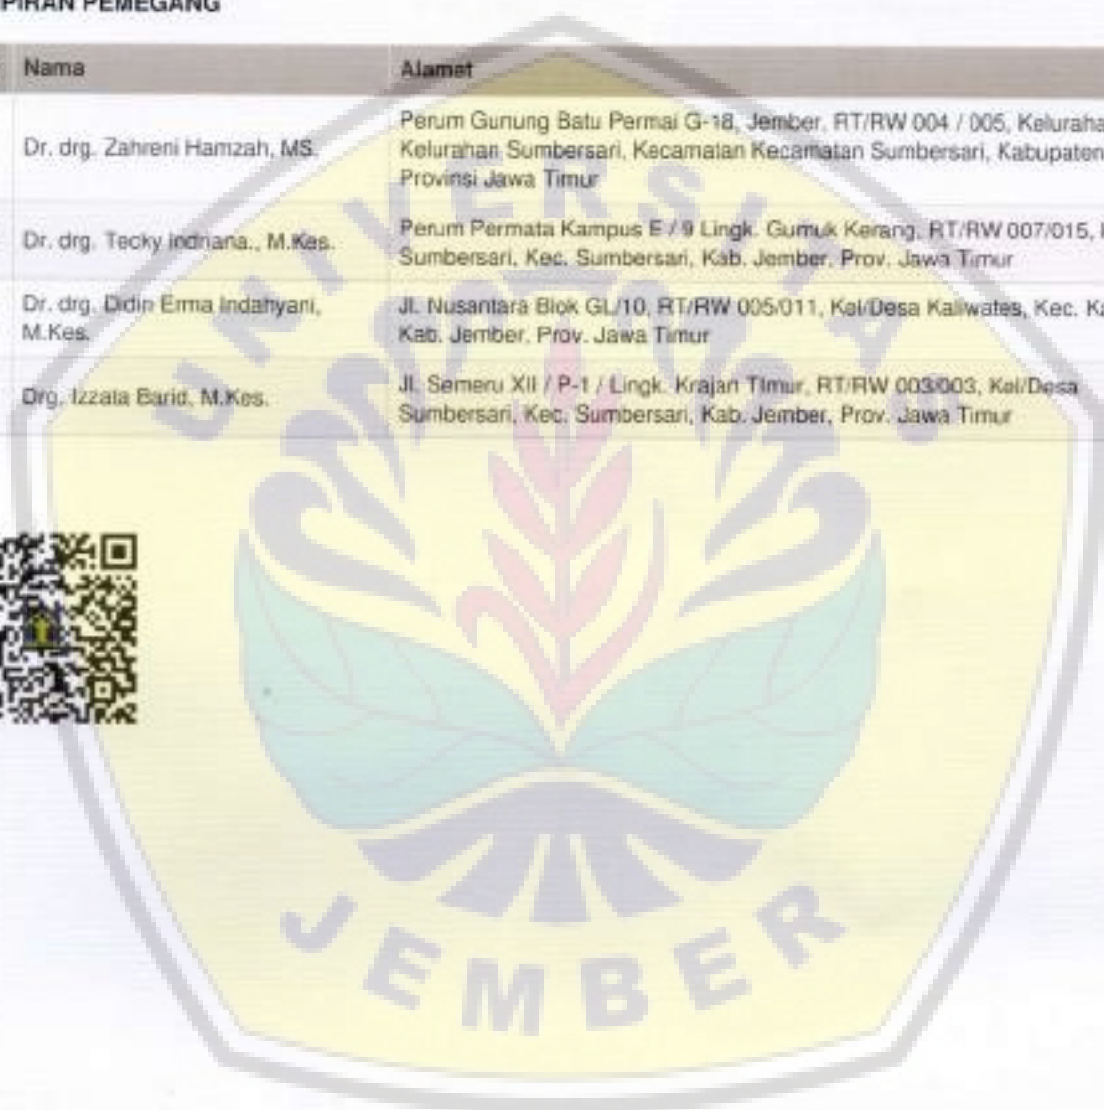 PIRAN PEMEGANG
Nama Alamat
Dr. drg. Zahreni Hamzah, MS. Perum Gunung Batu Permai G-18, Jember, RT/RW 004 / 005, Keluraha
Kelurahan Sumbersari, Kecamatan Kecamatan Sumbersari, Kabupaten
Provinsi Jawa Timur
Dr. drg. Tecky Indriana., M.Kes. Perum Permata Kampus E / 9 Lingk. Gumuk Kerang, RT/RW 007/015,
Sumbersari, Kec. Sumbersari, Kab. Jember, Prov. Jawa Timur
Dr. drg. Didin Erma Indahyani,
M.Kes.
Jl. Nusantara Blok GL/10, RT/RW 005/011, Kel/Desa Kaliwates, Kec. Ka
Kab. Jember, Prov. Jawa Timur
Drg. Izzata Barid, M.Kes. Jl. Semeru XII / P-1 / Lingk. Krajan Timur, RT/RW 003/003, Kel/Desa
Sumbersari, Kec. Sumbersari, Kab. Jember, Prov. Jawa Timur
UNIVERSITAS
JEMBER